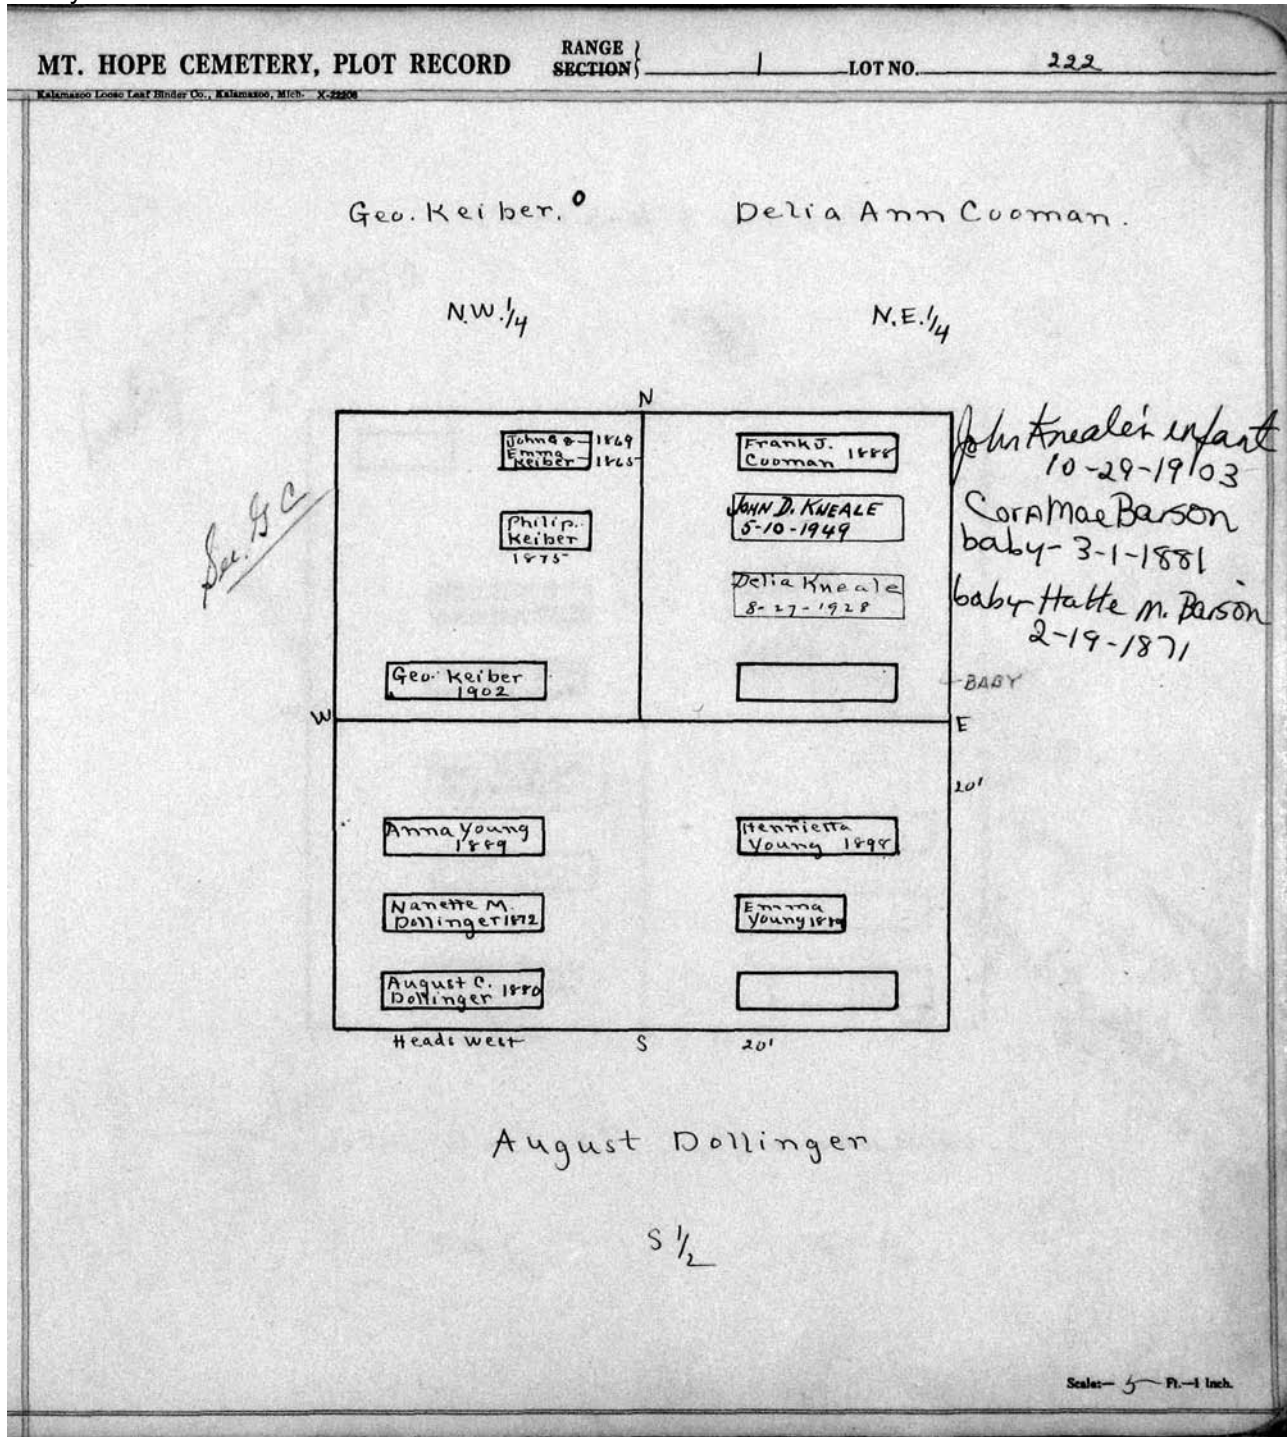 MT. HOPE CEMETERY, PLOT RECORD
RANGE
SECTION
1
LOT NO. 222
Kalamazoo Loose Leaf Binder Co., Kalamazoo, Mich. X-22206
Geo. Keiber.
Delia Ann Cooman.
N.W. 1/4
N.E. 1/4
N
John G &
Emma
Keiber
1869
1865
Philip.
Keiber
1875
Geo. Keiber
1902
Frank J.
Cooman 1888
JOHN D. KNEALE
5-10-1949
Delia Kneale
8-27-1928
John Kneale's infant
10-29-1903
Cora Mae Barson
baby - 3-1-1881
baby - Hatte M. Barson
2-19-1871
BABY
Sec. G C
W
E
20'
Anna Young
1889
Nanette M.
Dollinger 1872
August C.
Dollinger 1880
Henrietta
Young 1898
Emma
Young
Heads West
S
20'
August Dollinger
S 1/2
Scale:— 5 Ft.—1 Inch.